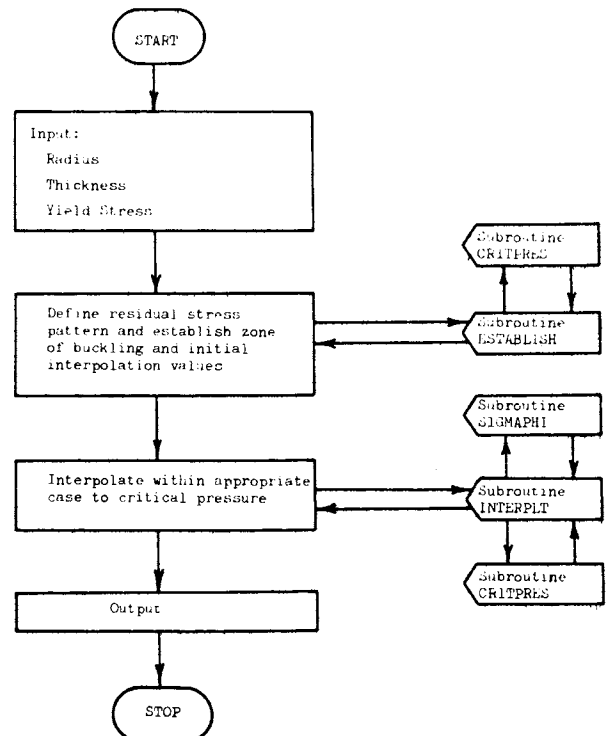 START
Input:
Radius
Thickness
Yield Stress
Subroutine
CRITPRES
Define residual stress
pattern and establish zone
of buckling and initial
interpolation values
Subroutine
ESTABLISH
Subroutine
SIGMAPHI
Interpolate within appropriate
case to critical pressure
Subroutine
INTERPLT
Subroutine
CRITPRES
Output
STOP